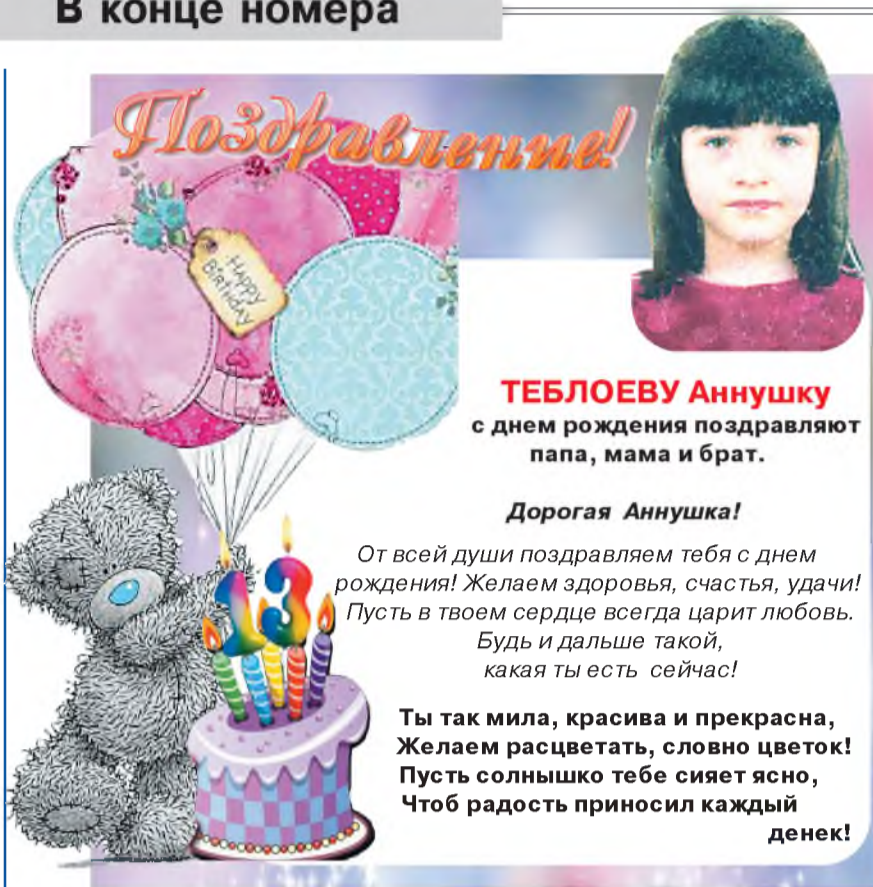 В конце номера
Поздравление!
HAPPY
BIRTHDAY
ТЕБЛОЕВУ Аннушку
с днем рождения поздравляют
папа, мама и брат.
Дорогая Аннушка!
От всей души поздравляем тебя с днем
рождения! Желаем здоровья, счастья, удачи!
Пусть в твоем сердце всегда царит любовь.
Будь и дальше такой,
какая ты есть сейчас!
13
Ты так мила, красива и прекрасна,
Желаем расцветать, словно цветок!
Пусть солнышко тебе сияет ясно,
Чтоб радость приносил каждый
денек!